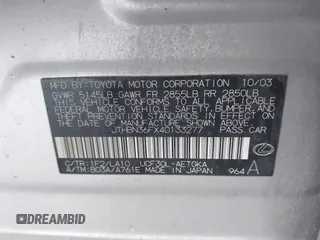 MFD. BY: TOYOTA MOTOR CORPORATION 10/03
GVWR 5145LB GAWR FR 2855LB RR 2850LB
THIS VEHICLE CONFORMS TO ALL APPLICABLE
FEDERAL MOTOR VEHICLE SAFETY, BUMPER, AND
THEFT PREVENTION STANDARDS IN EFFECT ON
THE DATE OF MANUFACTURE SHOWN ABOVE.
JTHBN36FX40133277
PASS. CAR
C/TR: 1F2/LA10 UCF30L-AETGKA
A/TM: B03A/A761E MADE IN JAPAN 964 A
DEALERS CLUB